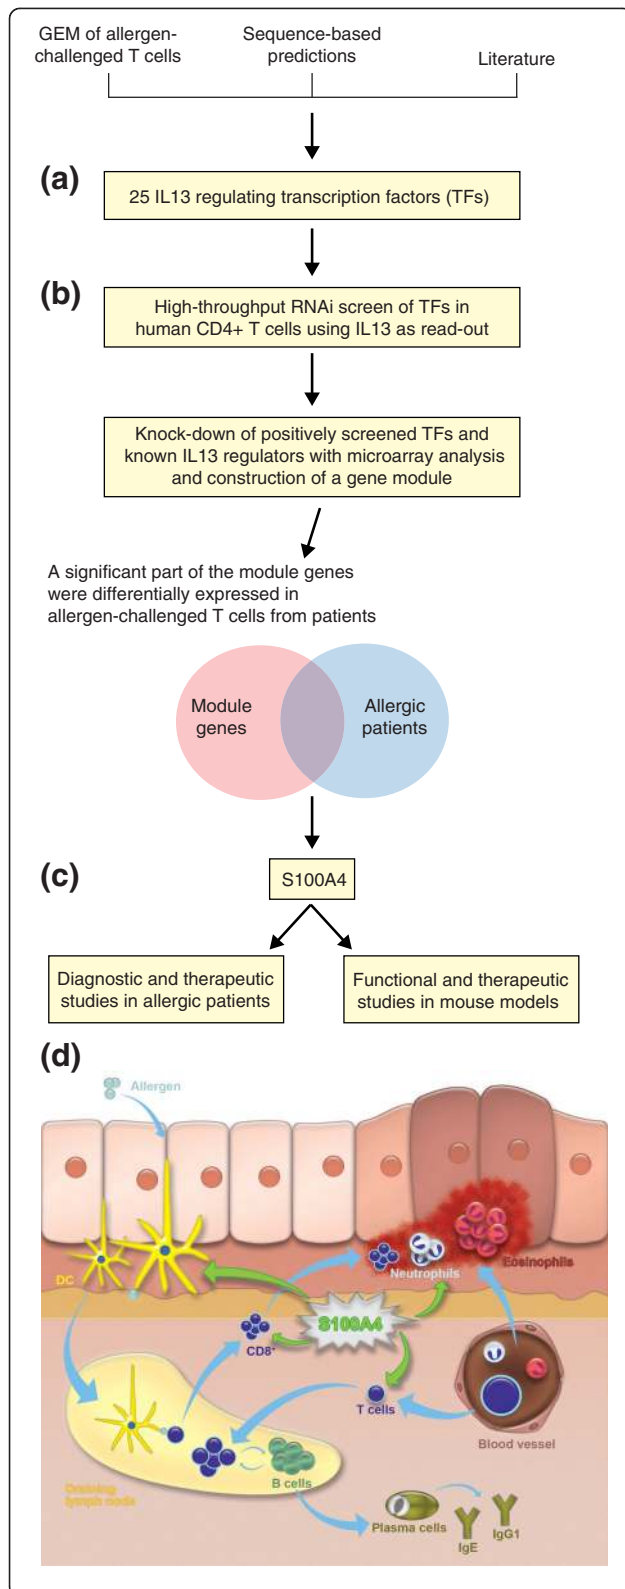 GEM of allergen-
challenged T cells
Sequence-based
predictions
Literature
(a)
25 IL13 regulating transcription factors (TFs)
(b)
High-throughput RNAi screen of TFs in
human CD4+ T cells using IL13 as read-out
Knock-down of positively screened TFs and
known IL13 regulators with microarray analysis
and construction of a gene module
A significant part of the module genes
were differentially expressed in
allergen-challenged T cells from patients
Module
genes
Allergic
patients
(c)
S100A4
Diagnostic and therapeutic
studies in allergic patients
Functional and therapeutic
studies in mouse models
(d)
Allergen
DC
Neutrophils
Eosinophils
S100A4
CD8+
T cells
Blood vessel
B cells
Draining
lymph node
Plasma cells
IgE
IgG1